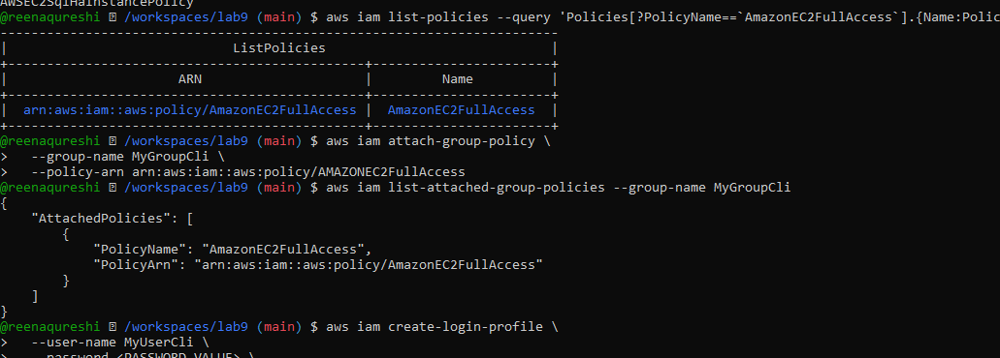 AWSEC2SqlHaInstancePolicy
@reenaqureshi /workspaces/lab9 (main) $ aws iam list-policies --query 'Policies[?PolicyName==`AmazonEC2FullAccess`].{Name:Polic
-----------------------------------------------------------------------
| ListPolicies |
+----------------------------------------------+----------------------+
| ARN | Name |
+----------------------------------------------+----------------------+
| arn:aws:iam::aws:policy/AmazonEC2FullAccess | AmazonEC2FullAccess |
+----------------------------------------------+----------------------+
@reenaqureshi /workspaces/lab9 (main) $ aws iam attach-group-policy \
> --group-name MyGroupCli \
> --policy-arn arn:aws:iam::aws:policy/AMAZONEC2FullAccess
@reenaqureshi /workspaces/lab9 (main) $ aws iam list-attached-group-policies --group-name MyGroupCli
{
"AttachedPolicies": [
{
"PolicyName": "AmazonEC2FullAccess",
"PolicyArn": "arn:aws:iam::aws:policy/AmazonEC2FullAccess"
}
]
}
@reenaqureshi /workspaces/lab9 (main) $ aws iam create-login-profile \
> --user-name MyUserCli \
> --password <PASSWORD_VALUE> \